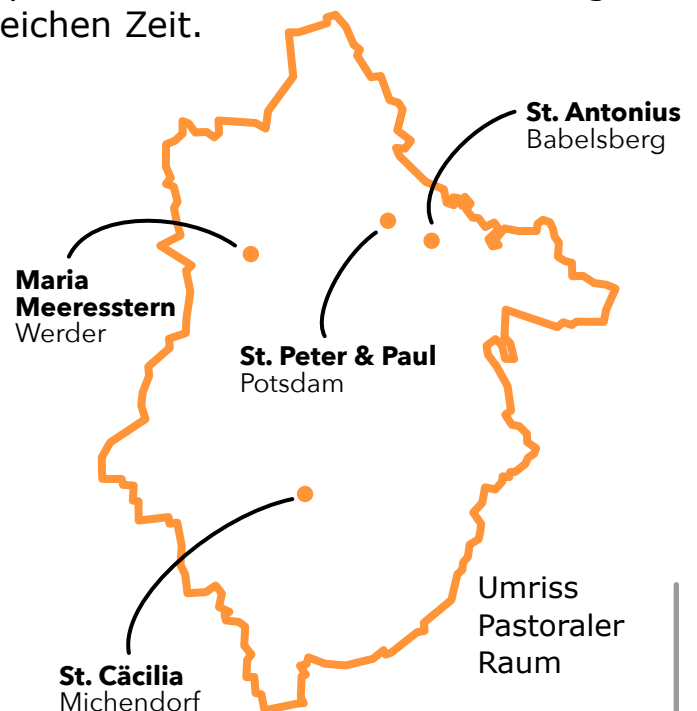 eichen Zeit.
St. Antonius
Babelsberg
Maria
Meeresstern
Werder
St. Peter & Paul
Potsdam
Umriss
Pastoraler
Raum
St. Cäcilia
Michendorf